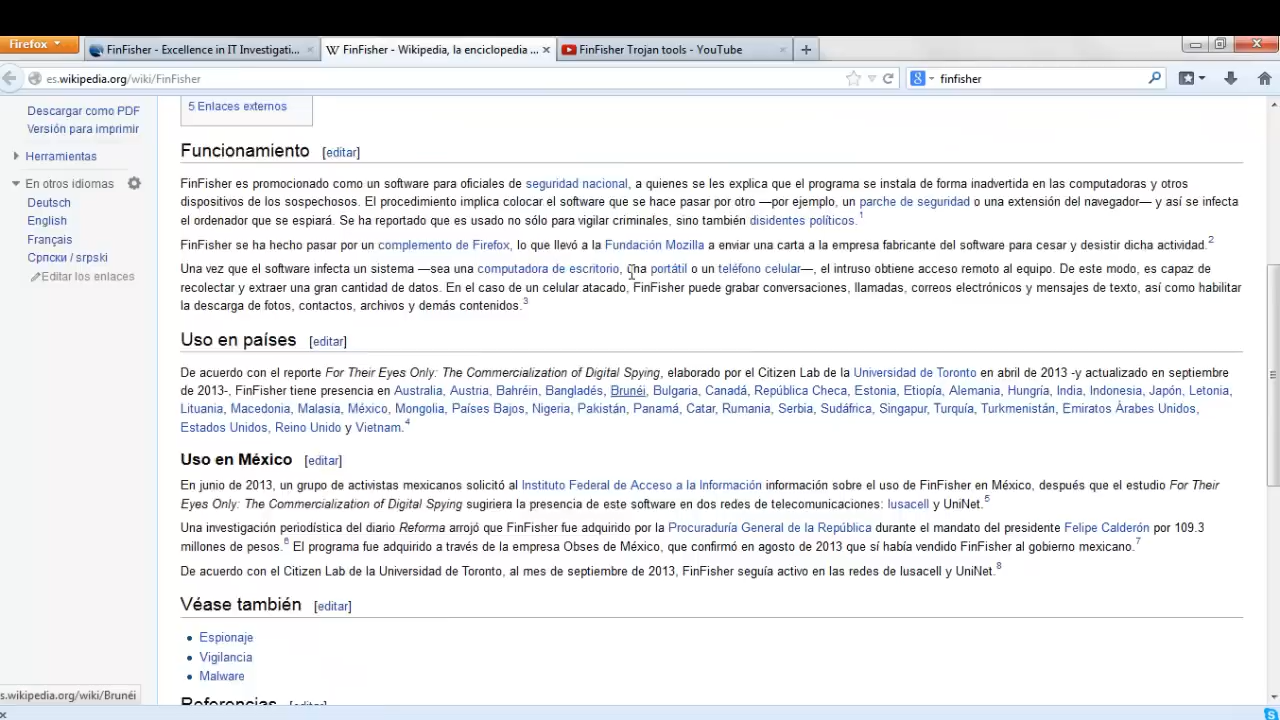 Firefox
FinFisher - Excellence in IT Investigati...
FinFisher - Wikipedia, la enciclopedia ...
FinFisher Trojan tools - YouTube
es.wikipedia.org/wiki/FinFisher
finfisher
Descargar como PDF
Versión para imprimir
Herramientas
En otros idiomas
Deutsch
English
Français
Српски / srpski
Editar los enlaces
5 Enlaces externos
Funcionamiento [editar]
FinFisher es promocionado como un software para oficiales de seguridad nacional, a quienes se les explica que el programa se instala de forma inadvertida en las computadoras y otros
dispositivos de los sospechosos. El procedimiento implica colocar el software que se hace pasar por otro —por ejemplo, un parche de seguridad o una extensión del navegador— y así se infecta
el ordenador que se espiará. Se ha reportado que es usado no sólo para vigilar criminales, sino también disidentes políticos.1
FinFisher se ha hecho pasar por un complemento de Firefox, lo que llevó a la Fundación Mozilla a enviar una carta a la empresa fabricante del software para cesar y desistir dicha actividad.2
Una vez que el software infecta un sistema —sea una computadora de escritorio, una portátil o un teléfono celular—, el intruso obtiene acceso remoto al equipo. De este modo, es capaz de
recolectar y extraer una gran cantidad de datos. En el caso de un celular atacado, FinFisher puede grabar conversaciones, llamadas, correos electrónicos y mensajes de texto, así como habilitar
la descarga de fotos, contactos, archivos y demás contenidos.3
Uso en países [editar]
De acuerdo con el reporte For Their Eyes Only: The Commercialization of Digital Spying, elaborado por el Citizen Lab de la Universidad de Toronto en abril de 2013 -y actualizado en septiembre
de 2013-, FinFisher tiene presencia en Australia, Austria, Bahréin, Bangladés, Brunéi, Bulgaria, Canadá, República Checa, Estonia, Etiopía, Alemania, Hungría, India, Indonesia, Japón, Letonia,
Lituania, Macedonia, Malasia, México, Mongolia, Países Bajos, Nigeria, Pakistán, Panamá, Catar, Rumania, Serbia, Sudáfrica, Singapur, Turquía, Turkmenistán, Emiratos Árabes Unidos,
Estados Unidos, Reino Unido y Vietnam.4
Uso en México [editar]
En junio de 2013, un grupo de activistas mexicanos solicitó al Instituto Federal de Acceso a la Información información sobre el uso de FinFisher en México, después que el estudio For Their
Eyes Only: The Commercialization of Digital Spying sugiriera la presencia de este software en dos redes de telecomunicaciones: Iusacell y UniNet.5
Una investigación periodística del diario Reforma arrojó que FinFisher fue adquirido por la Procuraduría General de la República durante el mandato del presidente Felipe Calderón por 109.3
millones de pesos.6 El programa fue adquirido a través de la empresa Obses de México, que confirmó en agosto de 2013 que sí había vendido FinFisher al gobierno mexicano.7
De acuerdo con el Citizen Lab de la Universidad de Toronto, al mes de septiembre de 2013, FinFisher seguía activo en las redes de Iusacell y UniNet.8
Véase también [editar]
Espionaje
Vigilancia
Malware
Referencias [editar]
s.wikipedia.org/wiki/Brunéi